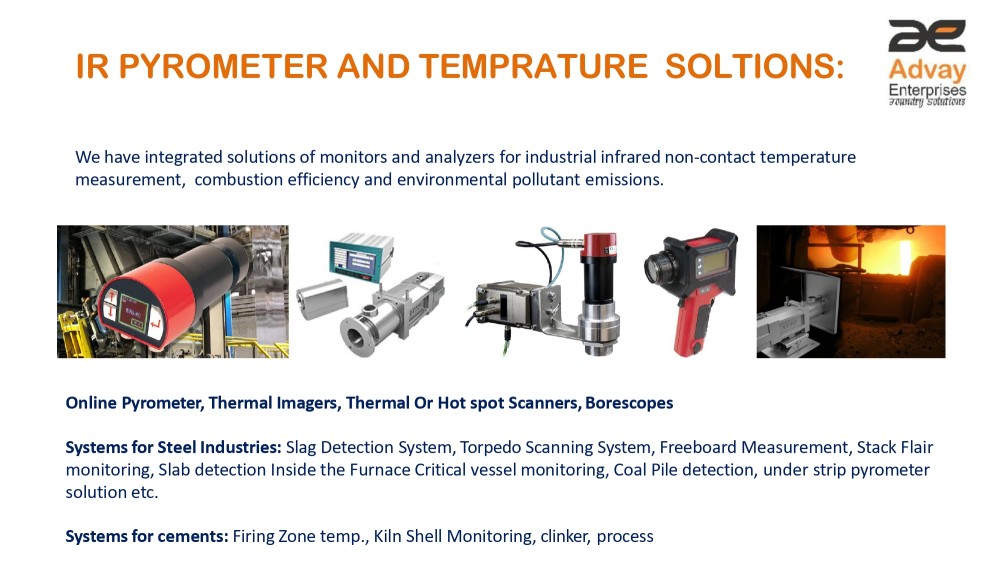 IR PYROMETER AND TEMPRATURE SOLTIONS:
Advay
Enterprises
Foundry Solutions
We have integrated solutions of monitors and analyzers for industrial infrared non-contact temperature
measurement, combustion efficiency and environmental pollutant emissions.
Online Pyrometer, Thermal Imagers, Thermal Or Hot spot Scanners, Borescopes
Systems for Steel Industries: Slag Detection System, Torpedo Scanning System, Freeboard Measurement, Stack Flair
monitoring, Slab detection Inside the Furnace Critical vessel monitoring, Coal Pile detection, under strip pyrometer
solution etc.
Systems for cements: Firing Zone temp., Kiln Shell Monitoring, clinker, process